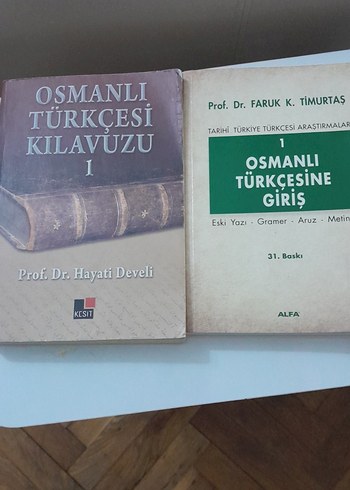 OSMANLI
TÜRKÇESİ
KILAVUZU
1
Prof. Dr. Hayati Develi
KESİT
Prof. Dr. FARUK K. TİMURTAŞ
TARİHİ TÜRKİYE TÜRKÇESİ ARAŞTIRMALARI
1
OSMANLI
TÜRKÇESİNE
GİRİŞ
Eski Yazı - Gramer - Aruz - Metin
31. Baskı
ALFA